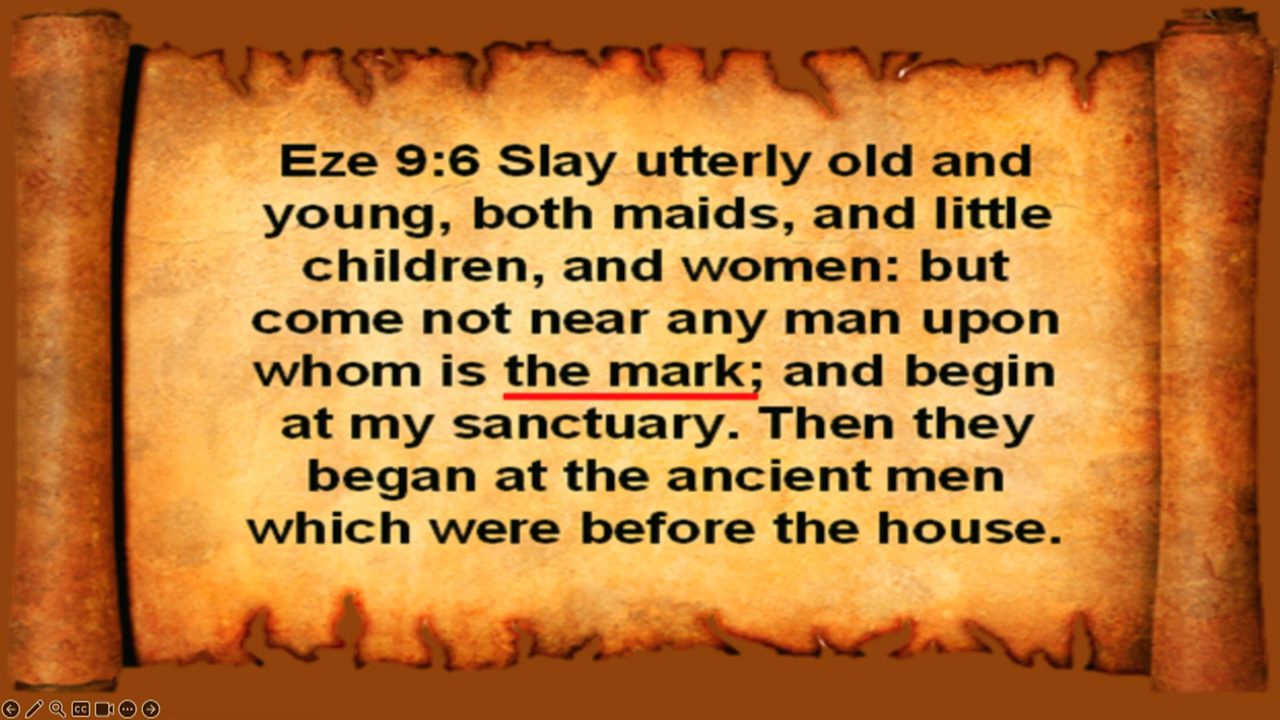 Eze 9:6 Slay utterly old and
young, both maids, and little
children, and women: but
come not near any man upon
whom is the mark; and begin
at my sanctuary. Then they
began at the ancient men
which were before the house.
CC